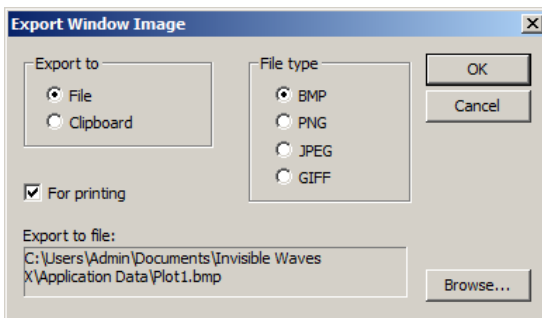 Export Window Image
Export to
File
Clipboard
File type
BMP
PNG
JPEG
GIFF
OK
Cancel
For printing
Export to file:
C:\Users\Admin\Documents\Invisible Waves
X\Application Data\Plot1.bmp
Browse...